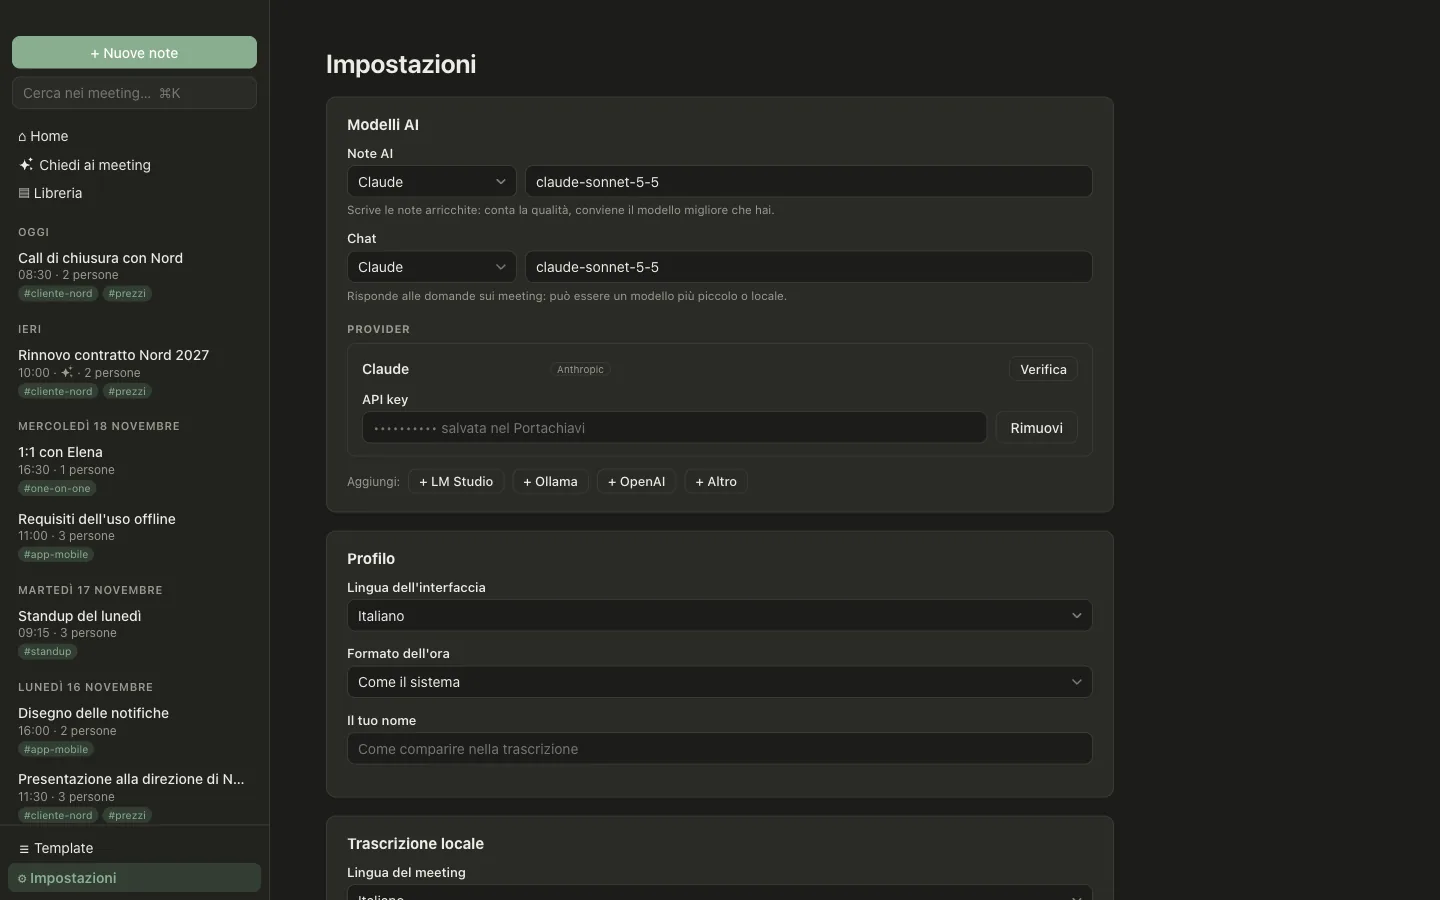 + Nuove note
Cerca nei meeting... ⌘K
Home
Chiedi ai meeting
Libreria
OGGI
Call di chiusura con Nord
08:30 · 2 persone
#cliente-nord #prezzi
IERI
Rinnovo contratto Nord 2027
10:00 · 2 persone
#cliente-nord #prezzi
MERCOLEDÌ 18 NOVEMBRE
1:1 con Elena
16:30 · 1 persone
#one-on-one
Requisiti dell'uso offline
11:00 · 3 persone
#app-mobile
MARTEDÌ 17 NOVEMBRE
Standup del lunedì
09:15 · 3 persone
#standup
LUNEDÌ 16 NOVEMBRE
Disegno delle notifiche
16:00 · 2 persone
#app-mobile
Presentazione alla direzione di N...
11:30 · 3 persone
#cliente-nord #prezzi
Template
Impostazioni
Impostazioni
Modelli AI
Note AI
Claude
claude-sonnet-5-5
Scrive le note arricchite: conta la qualità, conviene il modello migliore che hai.
Chat
Claude
claude-sonnet-5-5
Risponde alle domande sui meeting: può essere un modello più piccolo o locale.
PROVIDER
Claude
Anthropic
Verifica
API key
•••••••••• salvata nel Portachiavi
Rimuovi
Aggiungi: + LM Studio + Ollama + OpenAI + Altro
Profilo
Lingua dell'interfaccia
Italiano
Formato dell'ora
Come il sistema
Il tuo nome
Come comparire nella trascrizione
Trascrizione locale
Lingua del meeting
Italiano